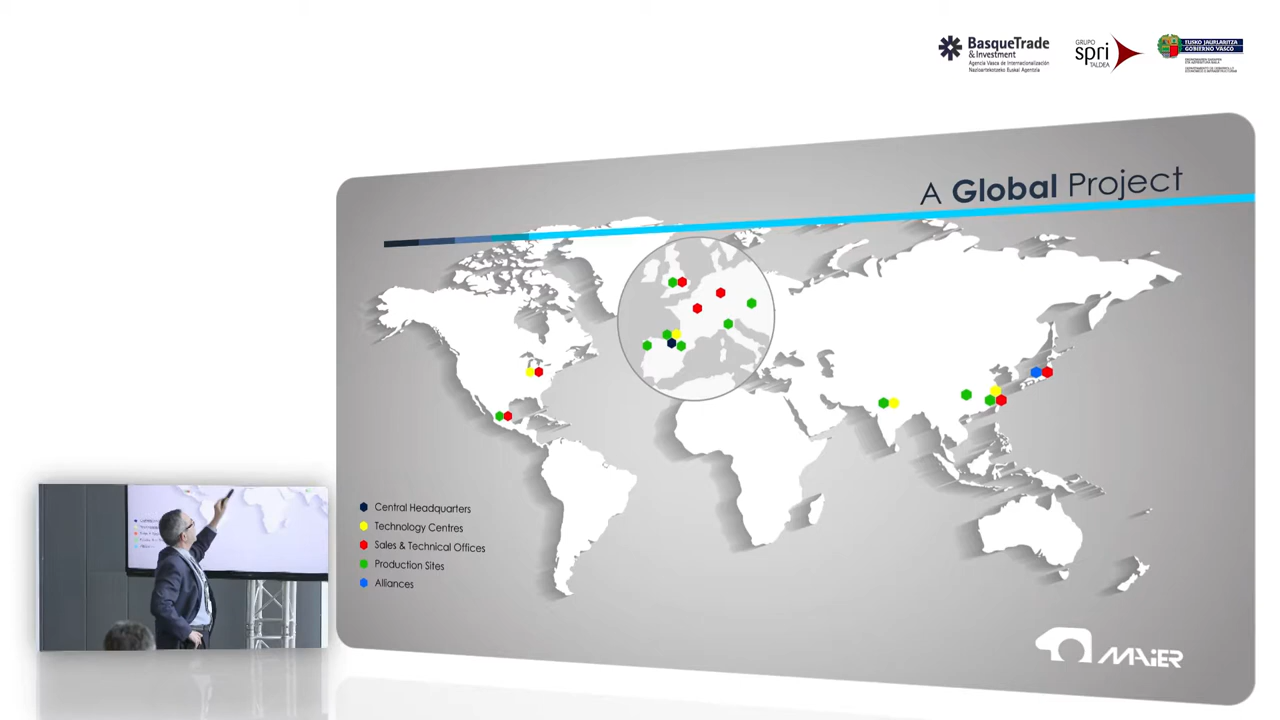 BasqueTrade
& Investment
Agencia Vasca de Internacionalización
Nazioartekotzeko Euskal Agentzia
GRUPO
spri
TALDEA
EUSKO JAURLARITZA
GOBIERNO VASCO
A Global Project
Central Headquarters
Technology Centres
Sales & Technical Offices
Production Sites
Alliances
MAIER